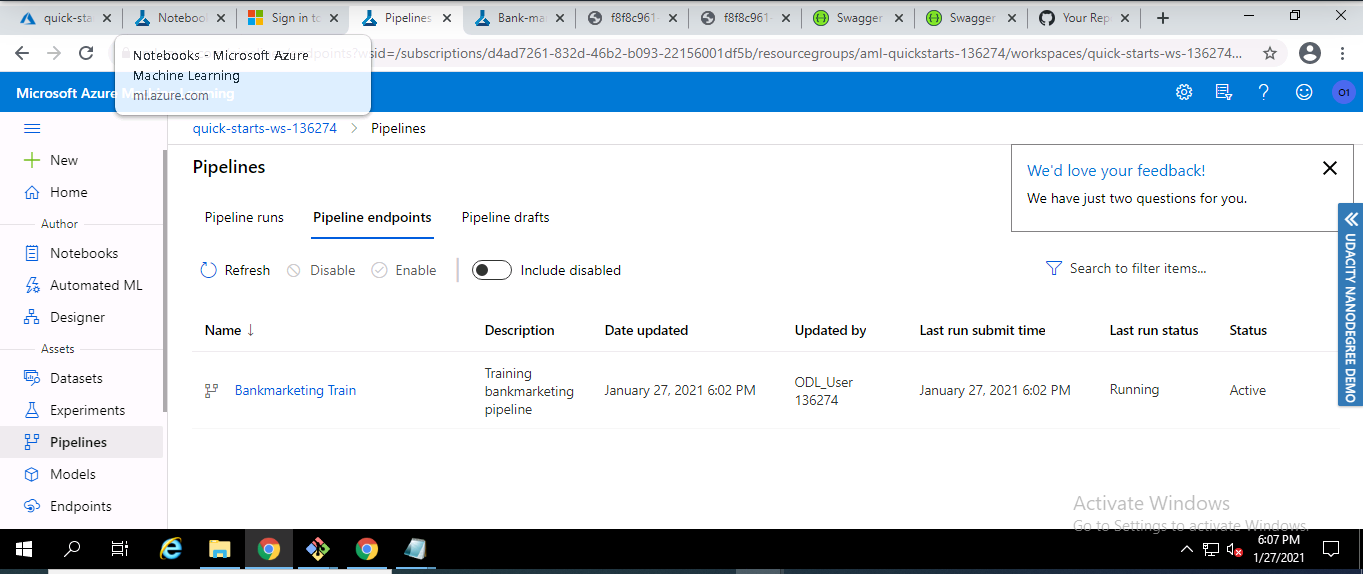 quick-sta
Noteboo
Sign in to
Pipelines
Bank-mar
f8f8c961-
f8f8c961-
Swagger
Swagger
Your Rep
Notebooks - Microsoft Azure
Machine Learning
ml.azure.com
sid=/subscriptions/d4ad7261-832d-46b2-b093-22156001df5b/resourcegroups/aml-quickstarts-136274/workspaces/quick-starts-ws-136274...
Microsoft Azure Machine Learning
O1
quick-starts-ws-136274 > Pipelines
New
Home
Author
Notebooks
Automated ML
Designer
Assets
Datasets
Experiments
Pipelines
Models
Endpoints
Pipelines
Pipeline runs
Pipeline endpoints
Pipeline drafts
Refresh
Disable
Enable
Include disabled
Search to filter items...
We'd love your feedback!
We have just two questions for you.
UDACITY NANODEGREE DEMO
Name ↓ Description Date updated Updated by Last run submit time Last run status Status
Bankmarketing Train
Training
bankmarketing
pipeline
January 27, 2021 6:02 PM
ODL_User
136274
January 27, 2021 6:02 PM
Running
Active
Activate Windows
Go to Settings to activate Windows.
6:07 PM
1/27/2021